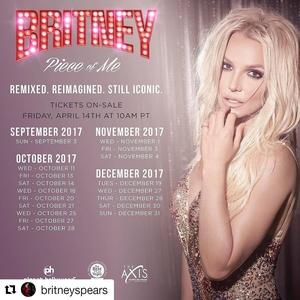 BRITNEY
Piece of Me
REMIXED. REIMAGINED. STILL ICONIC.
TICKETS ON-SALE
FRIDAY, APRIL 14TH AT 10AM PT
SEPTEMBER 2017
SUN - SEPTEMBER 3
OCTOBER 2017
WED - OCTOBER 11
FRI - OCTOBER 13
SAT - OCTOBER 14
WED - OCTOBER 18
FRI - OCTOBER 20
SAT - OCTOBER 21
WED - OCTOBER 25
FRI - OCTOBER 27
SAT - OCTOBER 28
NOVEMBER 2017
WED - NOVEMBER 1
FRI - NOVEMBER 3
SAT - NOVEMBER 4
DECEMBER 2017
TUES - DECEMBER 19
WED - DECEMBER 27
THUR - DECEMBER 28
SAT - DECEMBER 30
SUN - DECEMBER 31
ph
planet hollywood
AXIS
britneyspears